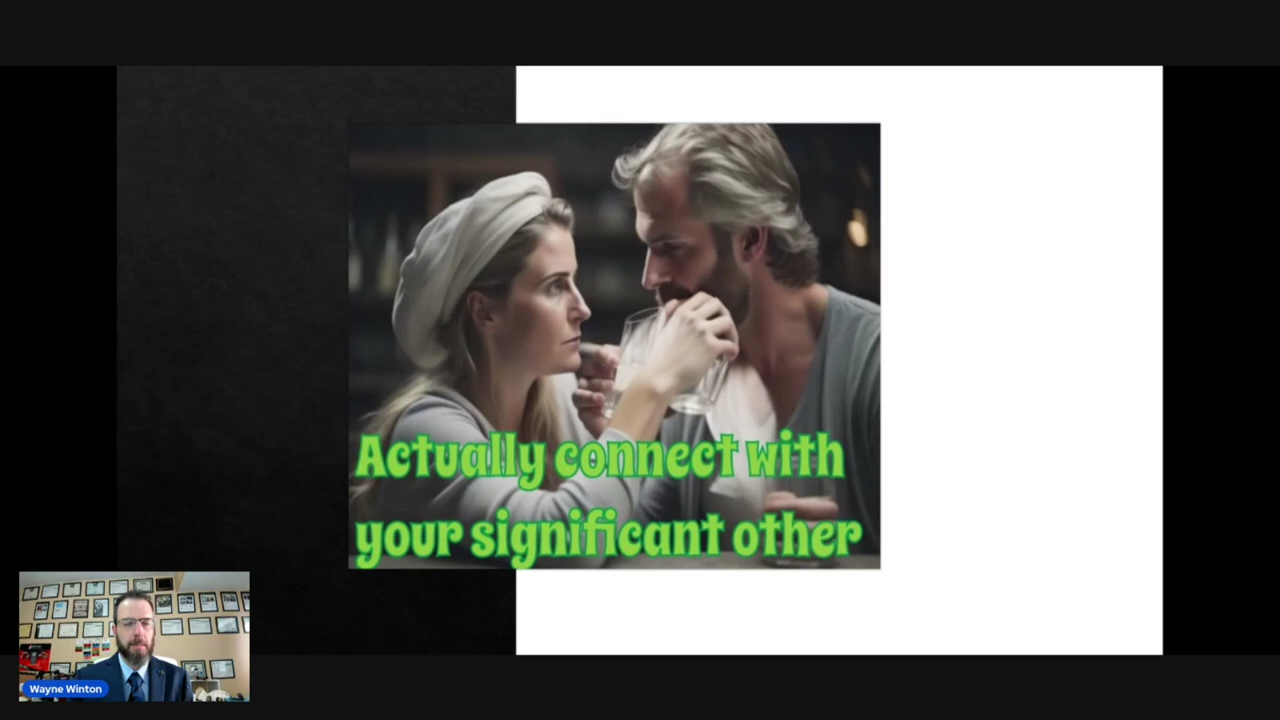 Actually connect with
your significant other
Wayne Winton